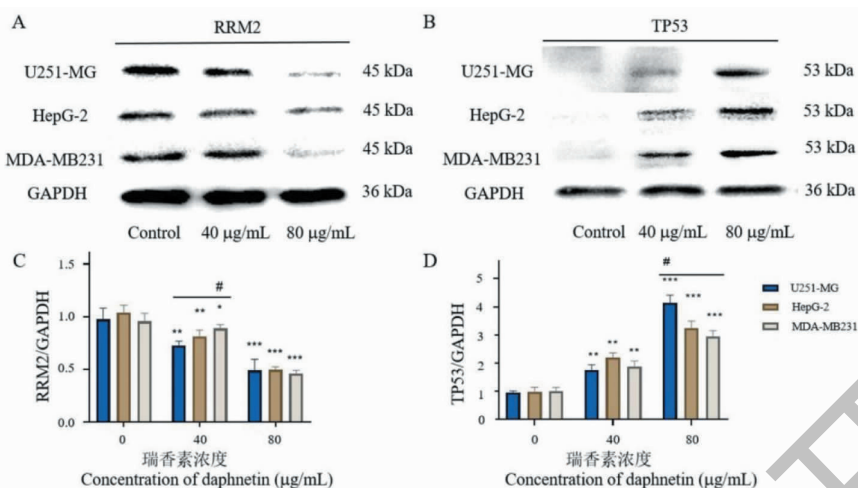 A
RRM2
U251-MG 45 kDa
HepG-2 45 kDa
MDA-MB231 45 kDa
GAPDH 36 kDa
Control 40 μg/mL 80 μg/mL
B
TP53
U251-MG 53 kDa
HepG-2 53 kDa
MDA-MB231 53 kDa
GAPDH 36 kDa
Control 40 μg/mL 80 μg/mL
C
RRM2/GAPDH
1.5
1.0
0.5
0.0
#
** ** *
*** *** ***
0 40 80
瑞香素浓度
Concentration of daphnetin (μg/mL)
D
TP53/GAPDH
5
4
3
2
1
0
#
** ** **
*** *** ***
0 40 80
瑞香素浓度
Concentration of daphnetin (μg/mL)
U251-MG
HepG-2
MDA-MB231